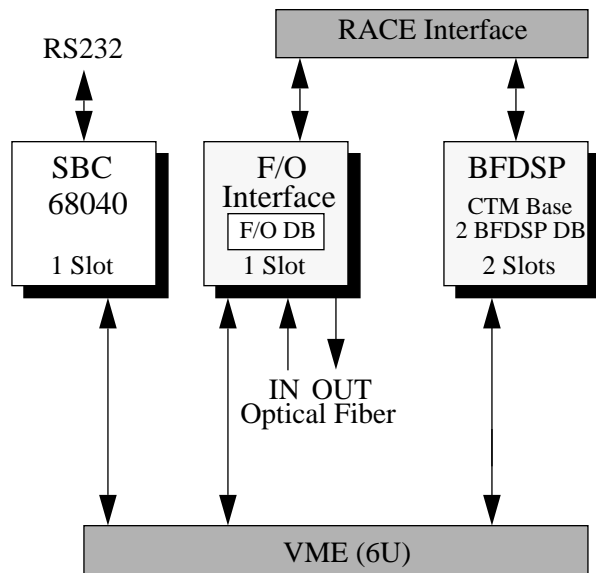 RACE Interface
RS232
SBC
68040
1 Slot
F/O
Interface
F/O DB
1 Slot
BFDSP
CTM Base
2 BFDSP DB
2 Slots
IN OUT
Optical Fiber
VME (6U)